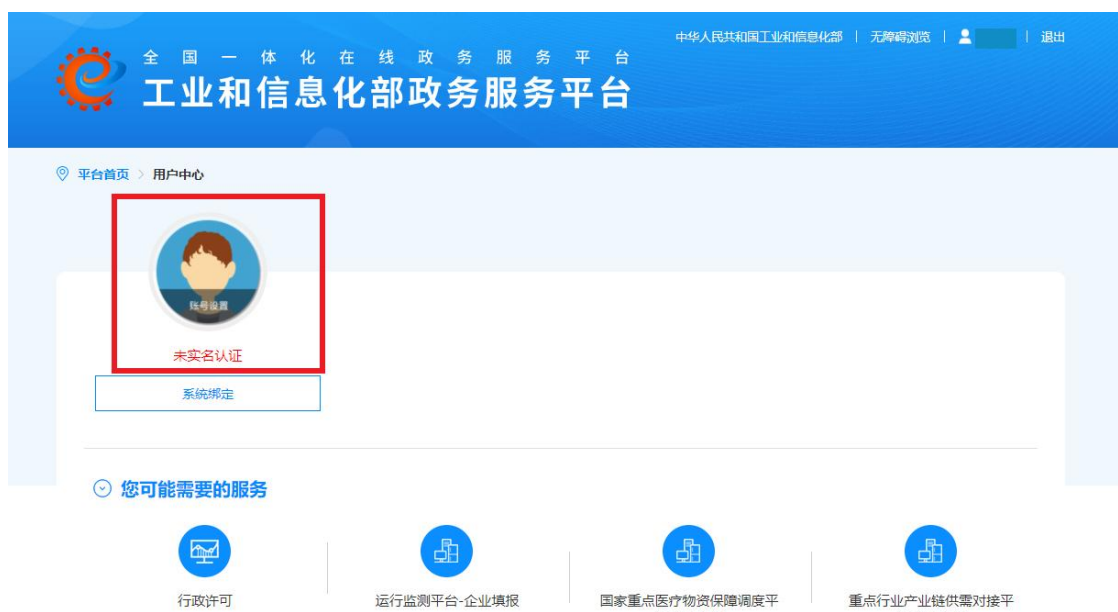 中华人民共和国工业和信息化部 | 无障碍浏览 | | 退出
全国一体化在线政务服务平台
工业和信息化部政务服务平台
平台首页 > 用户中心
账号设置
未实名认证
系统绑定
您可能需要的服务
行政许可
运行监测平台-企业填报
国家重点医疗物资保障调度平
重点行业产业链供需对接平